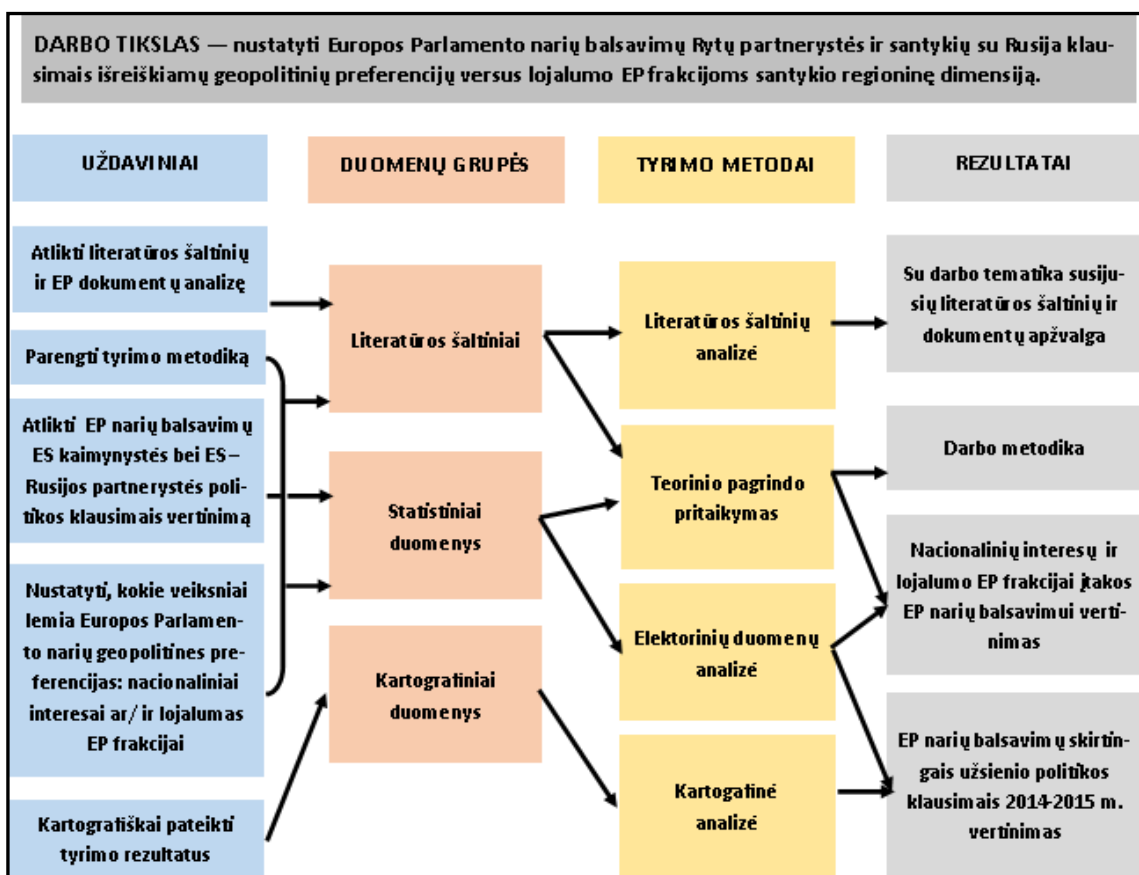 DARBO TIKSLAS — nustatyti Europos Parlamento narių balsavimų Rytų partnerystės ir santykių su Rusija klau-
simais išreiškiamų geopolitinių preferencijų versus lojalumo EP frakcijoms santykio regioninę dimensiją.
UŽDAVINIAI
Atlikti literatūros šaltinių
ir EP dokumentų analizę
Parengti tyrimo metodiką
Atlikti EP narių balsavimų
ES kaimynystės bei ES–
Rusijos partnerystės poli-
tikos klausimais vertinimą
Nustatyti, kokie veiksniai
lemia Europos Parlamen-
to narių geopolitines pre-
ferencijas: nacionaliniai
interesai ar/ ir lojalumas
EP frakcijai
Kartografiškai pateikti
tyrimo rezultatus
DUOMENŲ GRUPĖS
Literatūros šaltiniai
Statistiniai
duomenys
Kartografiniai
duomenys
TYRIMO METODAI
Literatūros šaltinių
analizé
Teorinio pagrindo
pritaikymas
Elektorinių duomenų
analizé
Kartogafinė
analizé
REZULTATAI
Su darbo tematika susiju-
sių literatūros šaltinių ir
dokumentų apžvalga
Darbo metodika
Nacionalinių interesų ir
lojalumo EP frakcijai įtakos
EP narių balsavimui verti-
nimas
EP narių balsavimų skirtin-
gais užsienio politikos
klausimais 2014-2015 m.
vertinimas